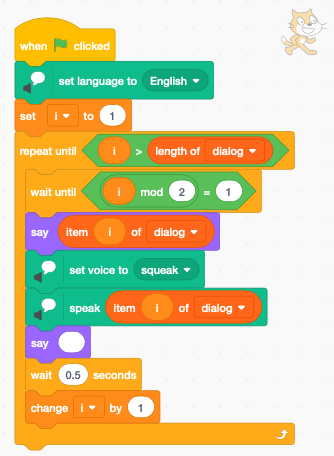 when clicked
set language to English
set i to 1
repeat until i > length of dialog
wait until i mod 2 = 1
say item i of dialog
set voice to squeak
speak item i of dialog
say
wait 0.5 seconds
change i by 1